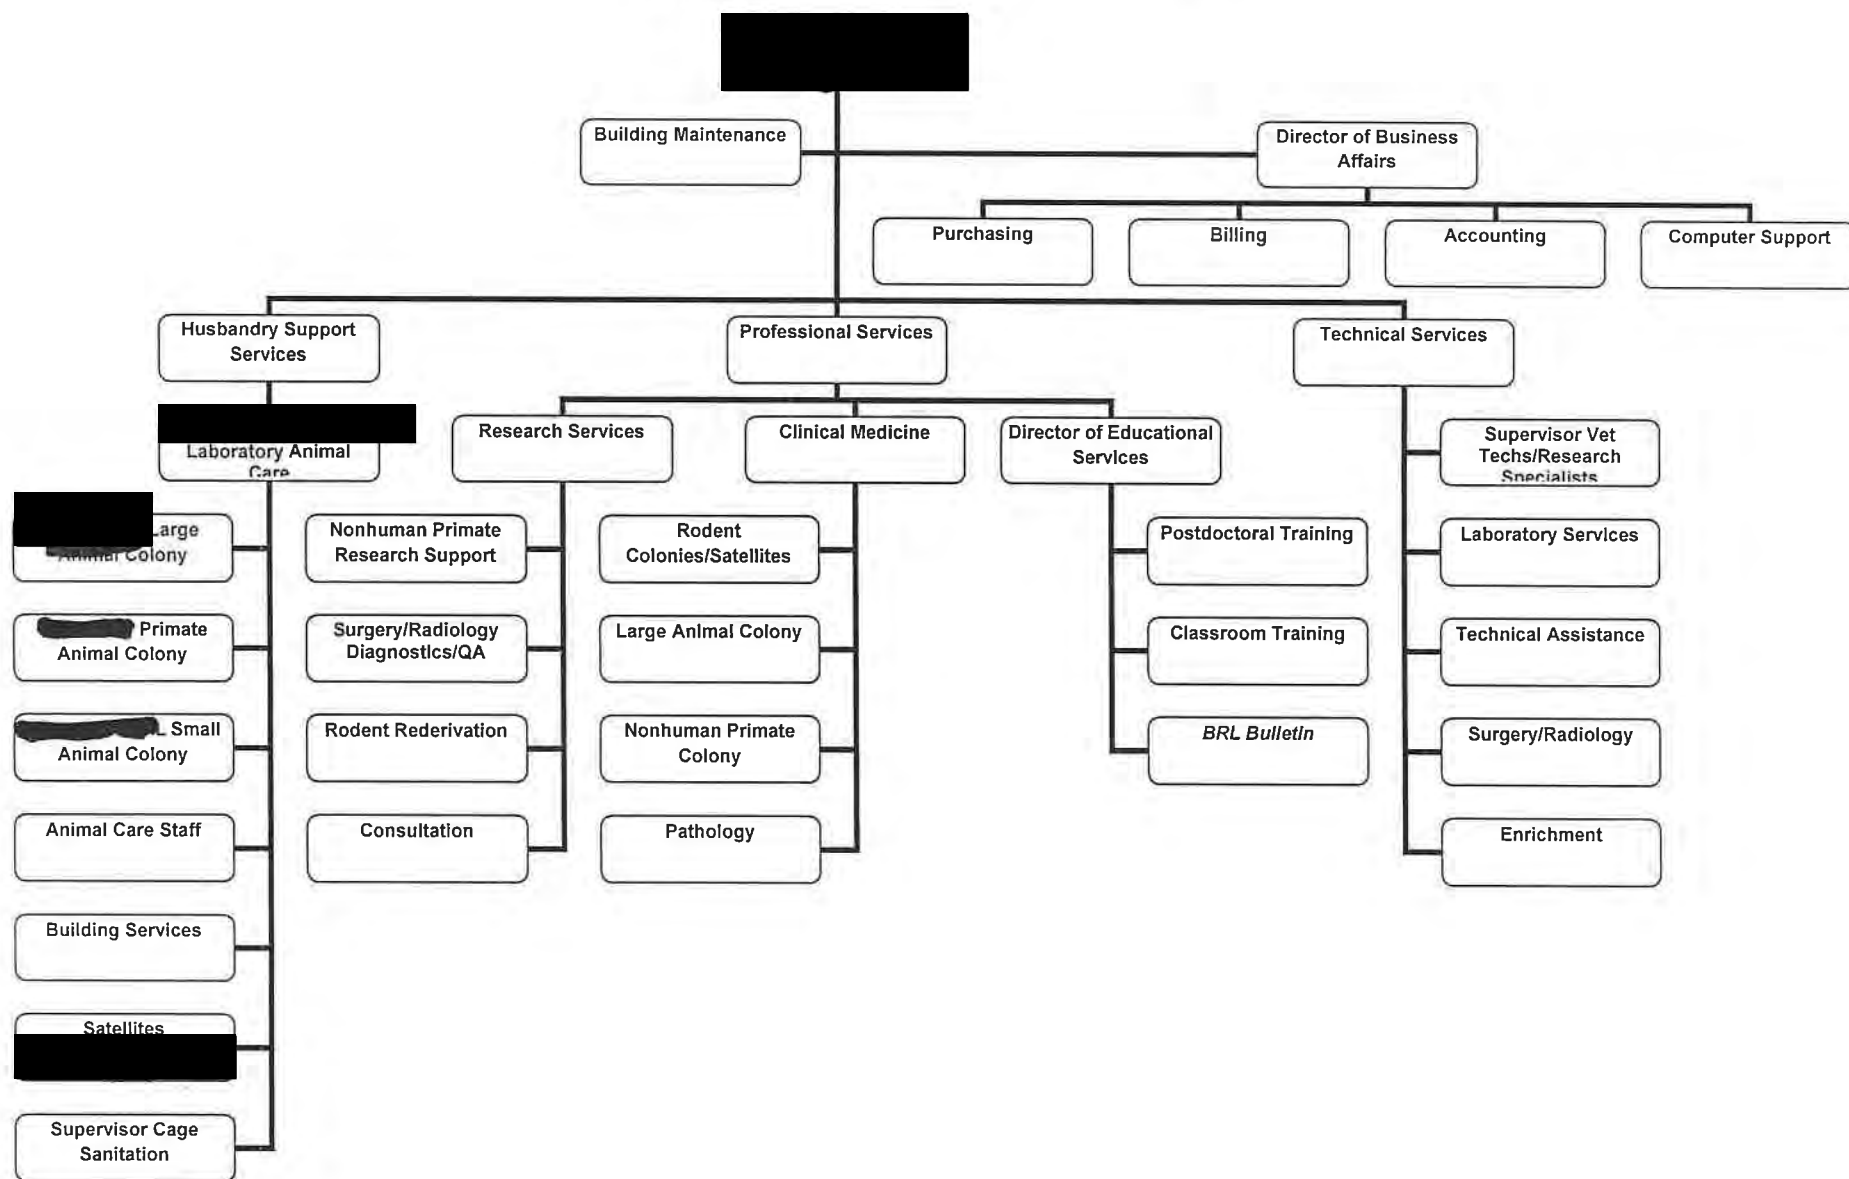 Building Maintenance
Director of Business
Affairs
Purchasing
Billing
Accounting
Computer Support
Husbandry Support
Services
Professional Services
Technical Services
Laboratory Animal
Care
Research Services
Clinical Medicine
Director of Educational
Services
Supervisor Vet
Techs/Research
Specialists
Large
Animal Colony
Nonhuman Primate
Research Support
Rodent
Colonies/Satellites
Postdoctoral Training
Laboratory Services
Primate
Animal Colony
Surgery/Radiology
Diagnostics/QA
Large Animal Colony
Classroom Training
Technical Assistance
Small
Animal Colony
Rodent Rederivation
Nonhuman Primate
Colony
BRL Bulletin
Surgery/Radiology
Animal Care Staff
Consultation
Pathology
Enrichment
Building Services
Satellites
Supervisor Cage
Sanitation